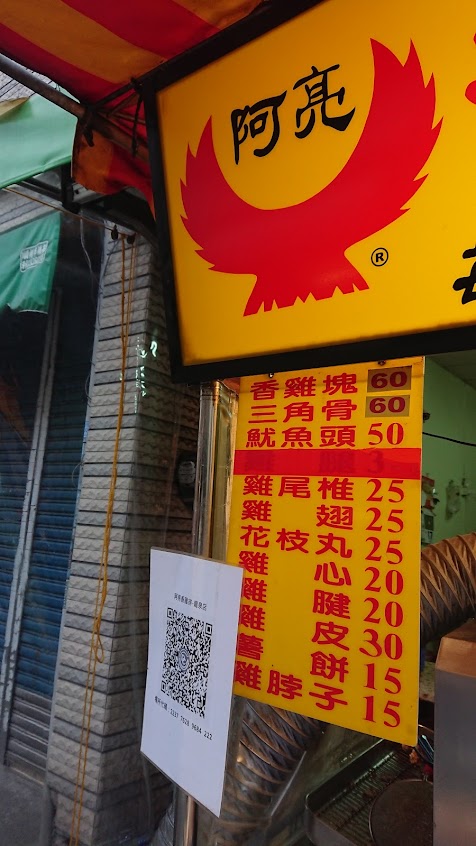 阿亮
®
香雞塊 60
三角骨 60
魷魚頭 50
雞尾椎 25
雞翅 25
花枝丸 25
雞心 20
雞腱 20
雞皮 30
薯餅 15
雞脖子 15